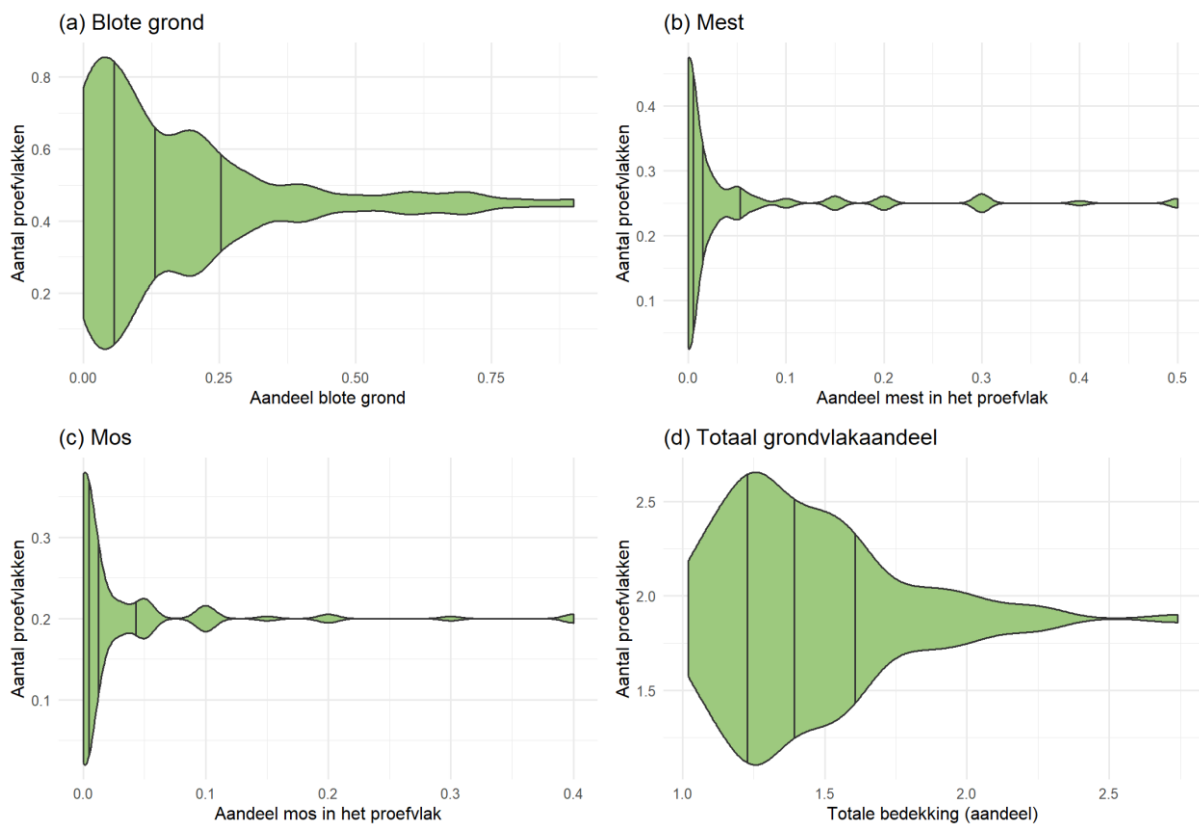 (a) Blote grond
Aantal proefvlakken
0.8
0.6
0.4
0.2
0.00 0.25 0.50 0.75
Aandeel blote grond
(b) Mest
Aantal proefvlakken
0.4
0.3
0.2
0.1
0.0 0.1 0.2 0.3 0.4 0.5
Aandeel mest in het proefvlak
(c) Mos
Aantal proefvlakken
0.3
0.2
0.1
0.0 0.1 0.2 0.3 0.4
Aandeel mos in het proefvlak
(d) Totaal grondvlakaandeel
Aantal proefvlakken
2.5
2.0
1.5
1.0 1.5 2.0 2.5
Totale bedekking (aandeel)